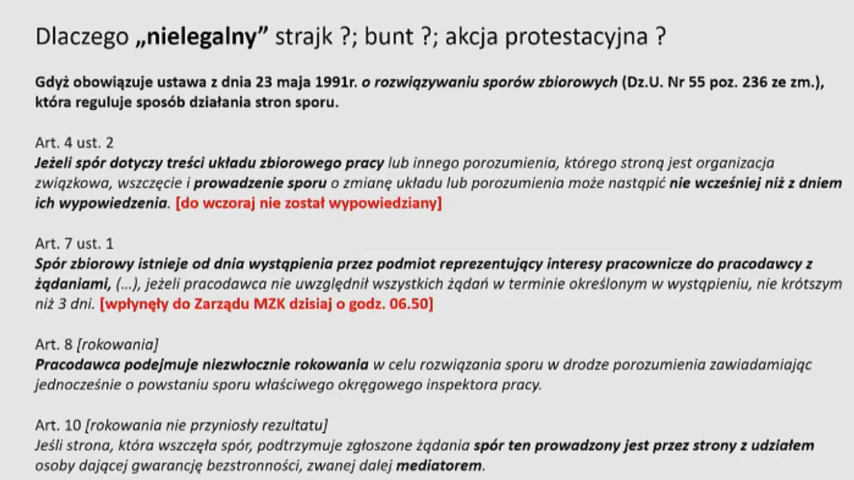 Dlaczego „nielegalny” strajk ?; bunt ?; akcja protestacyjna ?
Gdyż obowiązuje ustawa z dnia 23 maja 1991r. o rozwiązywaniu sporów zbiorowych (Dz.U. Nr 55 poz. 236 ze zm.),
która reguluje sposób działania stron sporu.
Art. 4 ust. 2
Jeżeli spór dotyczy treści układu zbiorowego pracy lub innego porozumienia, którego stroną jest organizacja
związkowa, wszczęcie i prowadzenie sporu o zmianę układu lub porozumienia może nastąpić nie wcześniej niż z dniem
ich wypowiedzenia. [do wczoraj nie został wypowiedziany]
Art. 7 ust. 1
Spór zbiorowy istnieje od dnia wystąpienia przez podmiot reprezentujący interesy pracownicze do pracodawcy z
żądaniami, (...), jeżeli pracodawca nie uwzględnił wszystkich żądań w terminie określonym w wystąpieniu, nie krótszym
niż 3 dni. [wpłynęły do Zarządu MZK dzisiaj o godz. 06.50]
Art. 8 [rokowania]
Pracodawca podejmuje niezwłocznie rokowania w celu rozwiązania sporu w drodze porozumienia zawiadamiając
jednocześnie o powstaniu sporu właściwego okręgowego inspektora pracy.
Art. 10 [rokowania nie przyniosły rezultatu]
Jeśli strona, która wszczęła spór, podtrzymuje zgłoszone żądania spór ten prowadzony jest przez strony z udziałem
osoby dającej gwarancję bezstronności, zwanej dalej mediatorem.